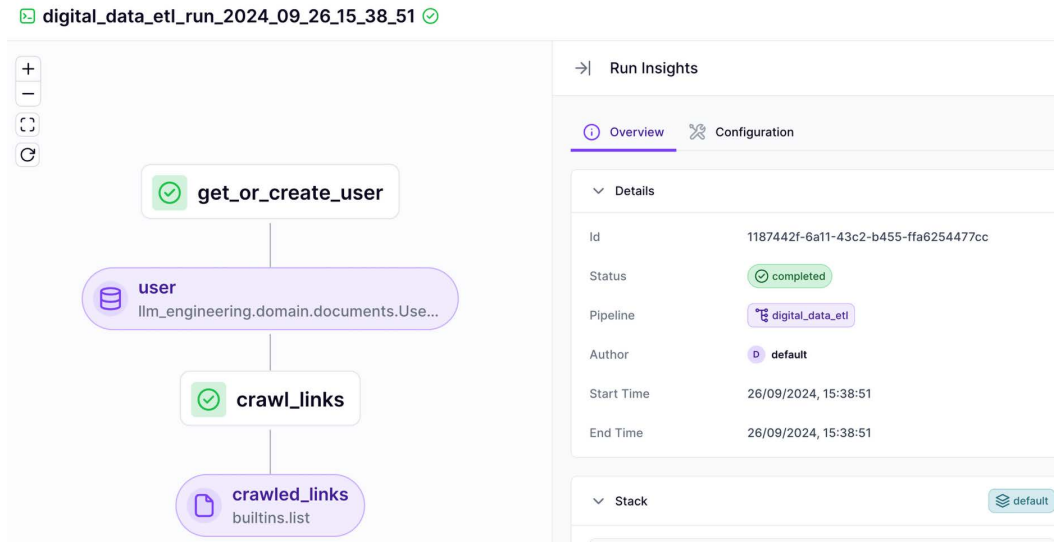 digital_data_etl_run_2024_09_26_15_38_51
Run Insights
Overview
Configuration
get_or_create_user
user
llm_engineering.domain.documents.Use...
crawl_links
crawled_links
builtins.list
Details
Id 1187442f-6a11-43c2-b455-ffa6254477cc
Status completed
Pipeline digital_data_etl
Author D default
Start Time 26/09/2024, 15:38:51
End Time 26/09/2024, 15:38:51
Stack default